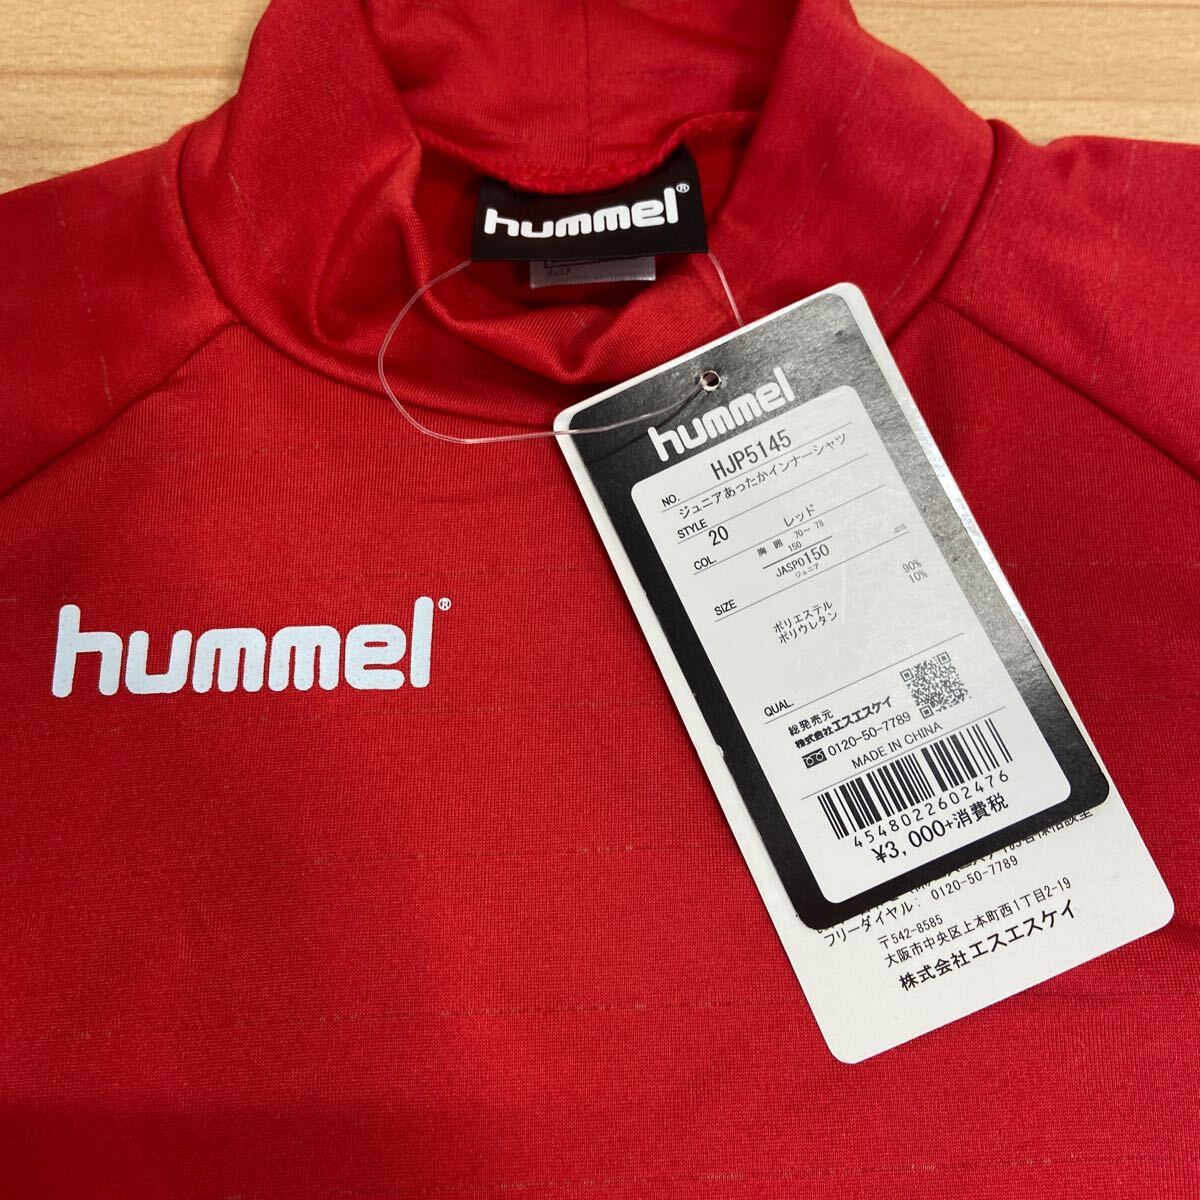 hummel®
ジュニア
hummel®
hummel®
NO. HJP5145
ジュニアあったかインナーシャツ
STYLE
20 レッド
COL.
胸囲 70～ 78
150
JASPO150
ジュニア
JIS
SIZE
ポリエステル 90%
ポリウレタン 10%
QUAL.
総発売元
株式会社エスエスケイ
0120-50-7789
MADE IN CHINA
4548022602476
¥3,000+消費税
フリーダイヤル: 0120-50-7789
〒542-8585
大阪市中央区上本町西1丁目2-19
株式会社エスエスケイ